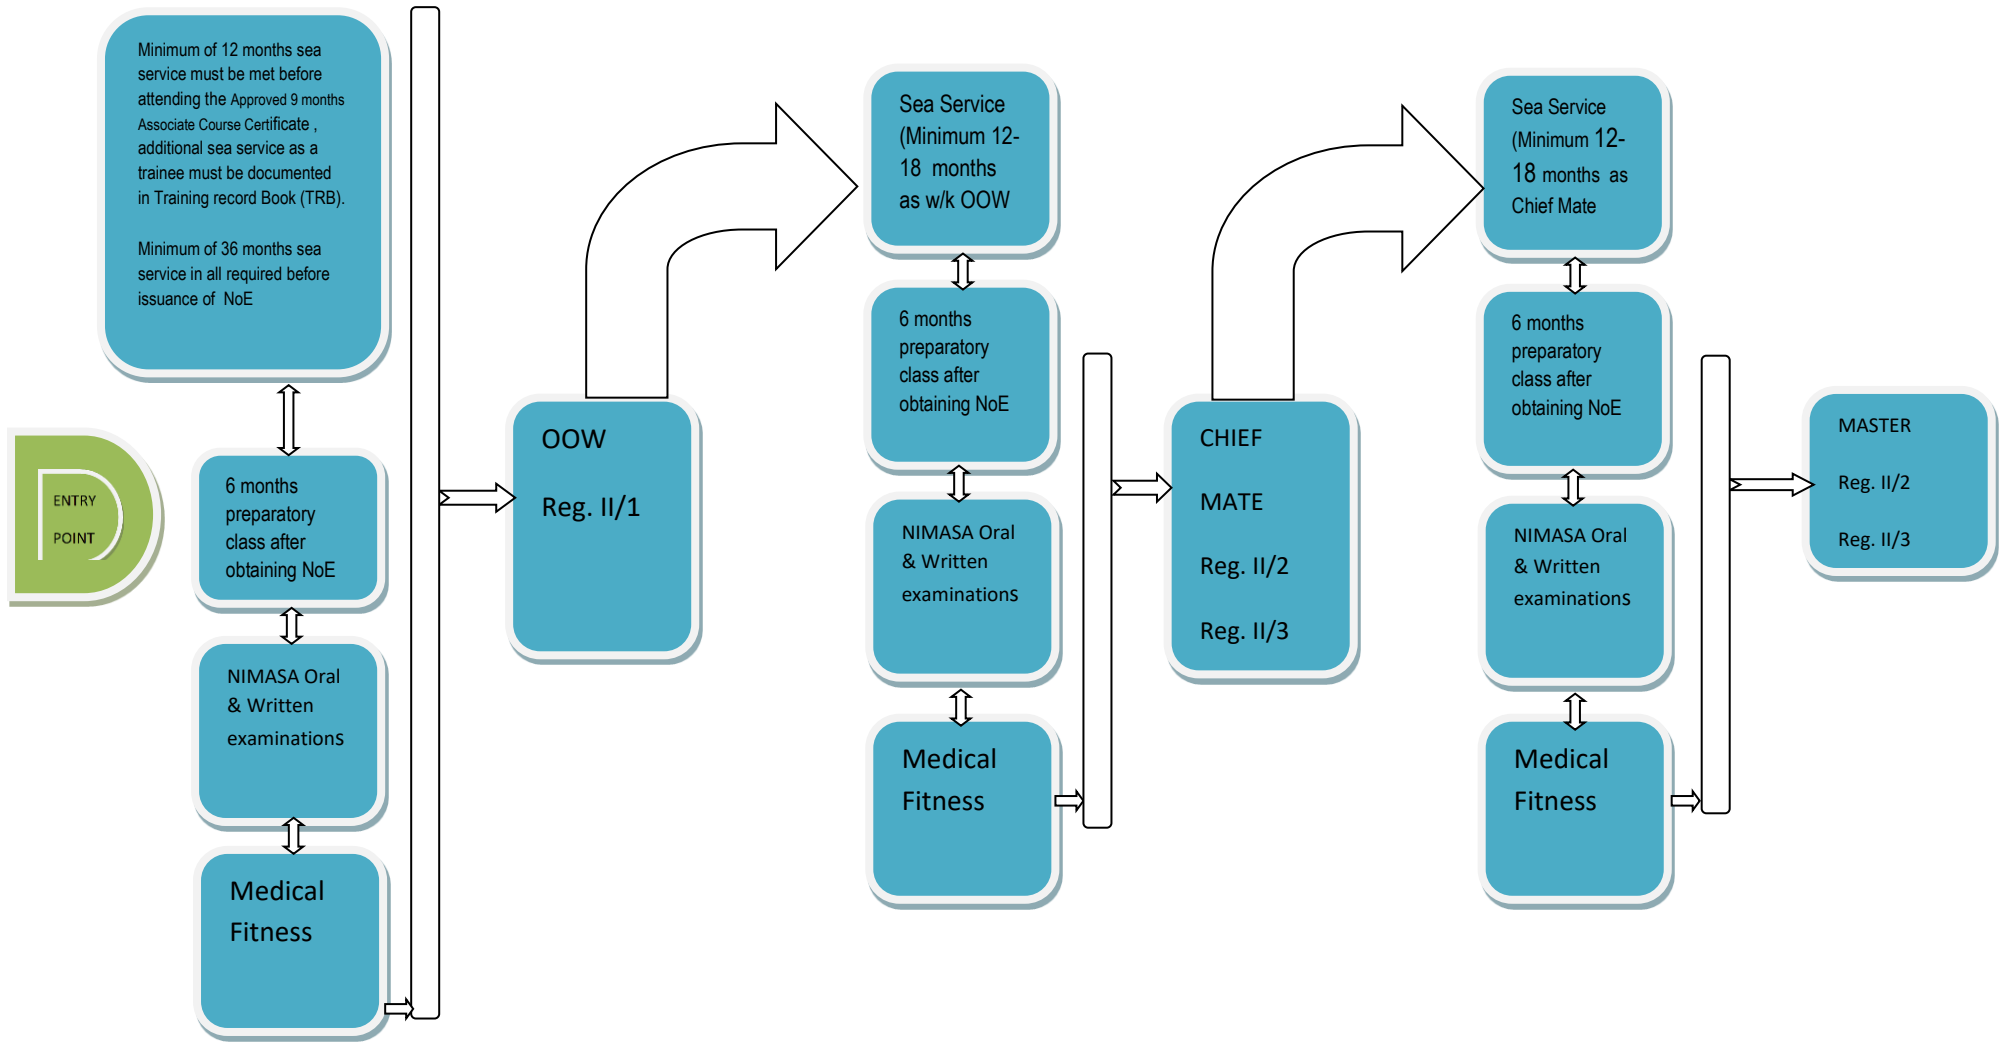 Minimum of 12 months sea
service must be met before
attending the Approved 9 months
Associate Course Certificate ,
additional sea service as a
trainee must be documented
in Training record Book (TRB).
Minimum of 36 months sea
service in all required before
issuance of NoE
ENTRY
POINT
6 months
preparatory
class after
obtaining NoE
NIMASA Oral
& Written
examinations
Medical
Fitness
OOW
Reg. II/1
Sea Service
(Minimum 12-
18 months
as w/k OOW
6 months
preparatory
class after
obtaining NoE
NIMASA Oral
& Written
examinations
Medical
Fitness
CHIEF
MATE
Reg. II/2
Reg. II/3
Sea Service
(Minimum 12-
18 months as
Chief Mate
6 months
preparatory
class after
obtaining NoE
NIMASA Oral
& Written
examinations
Medical
Fitness
MASTER
Reg. II/2
Reg. II/3